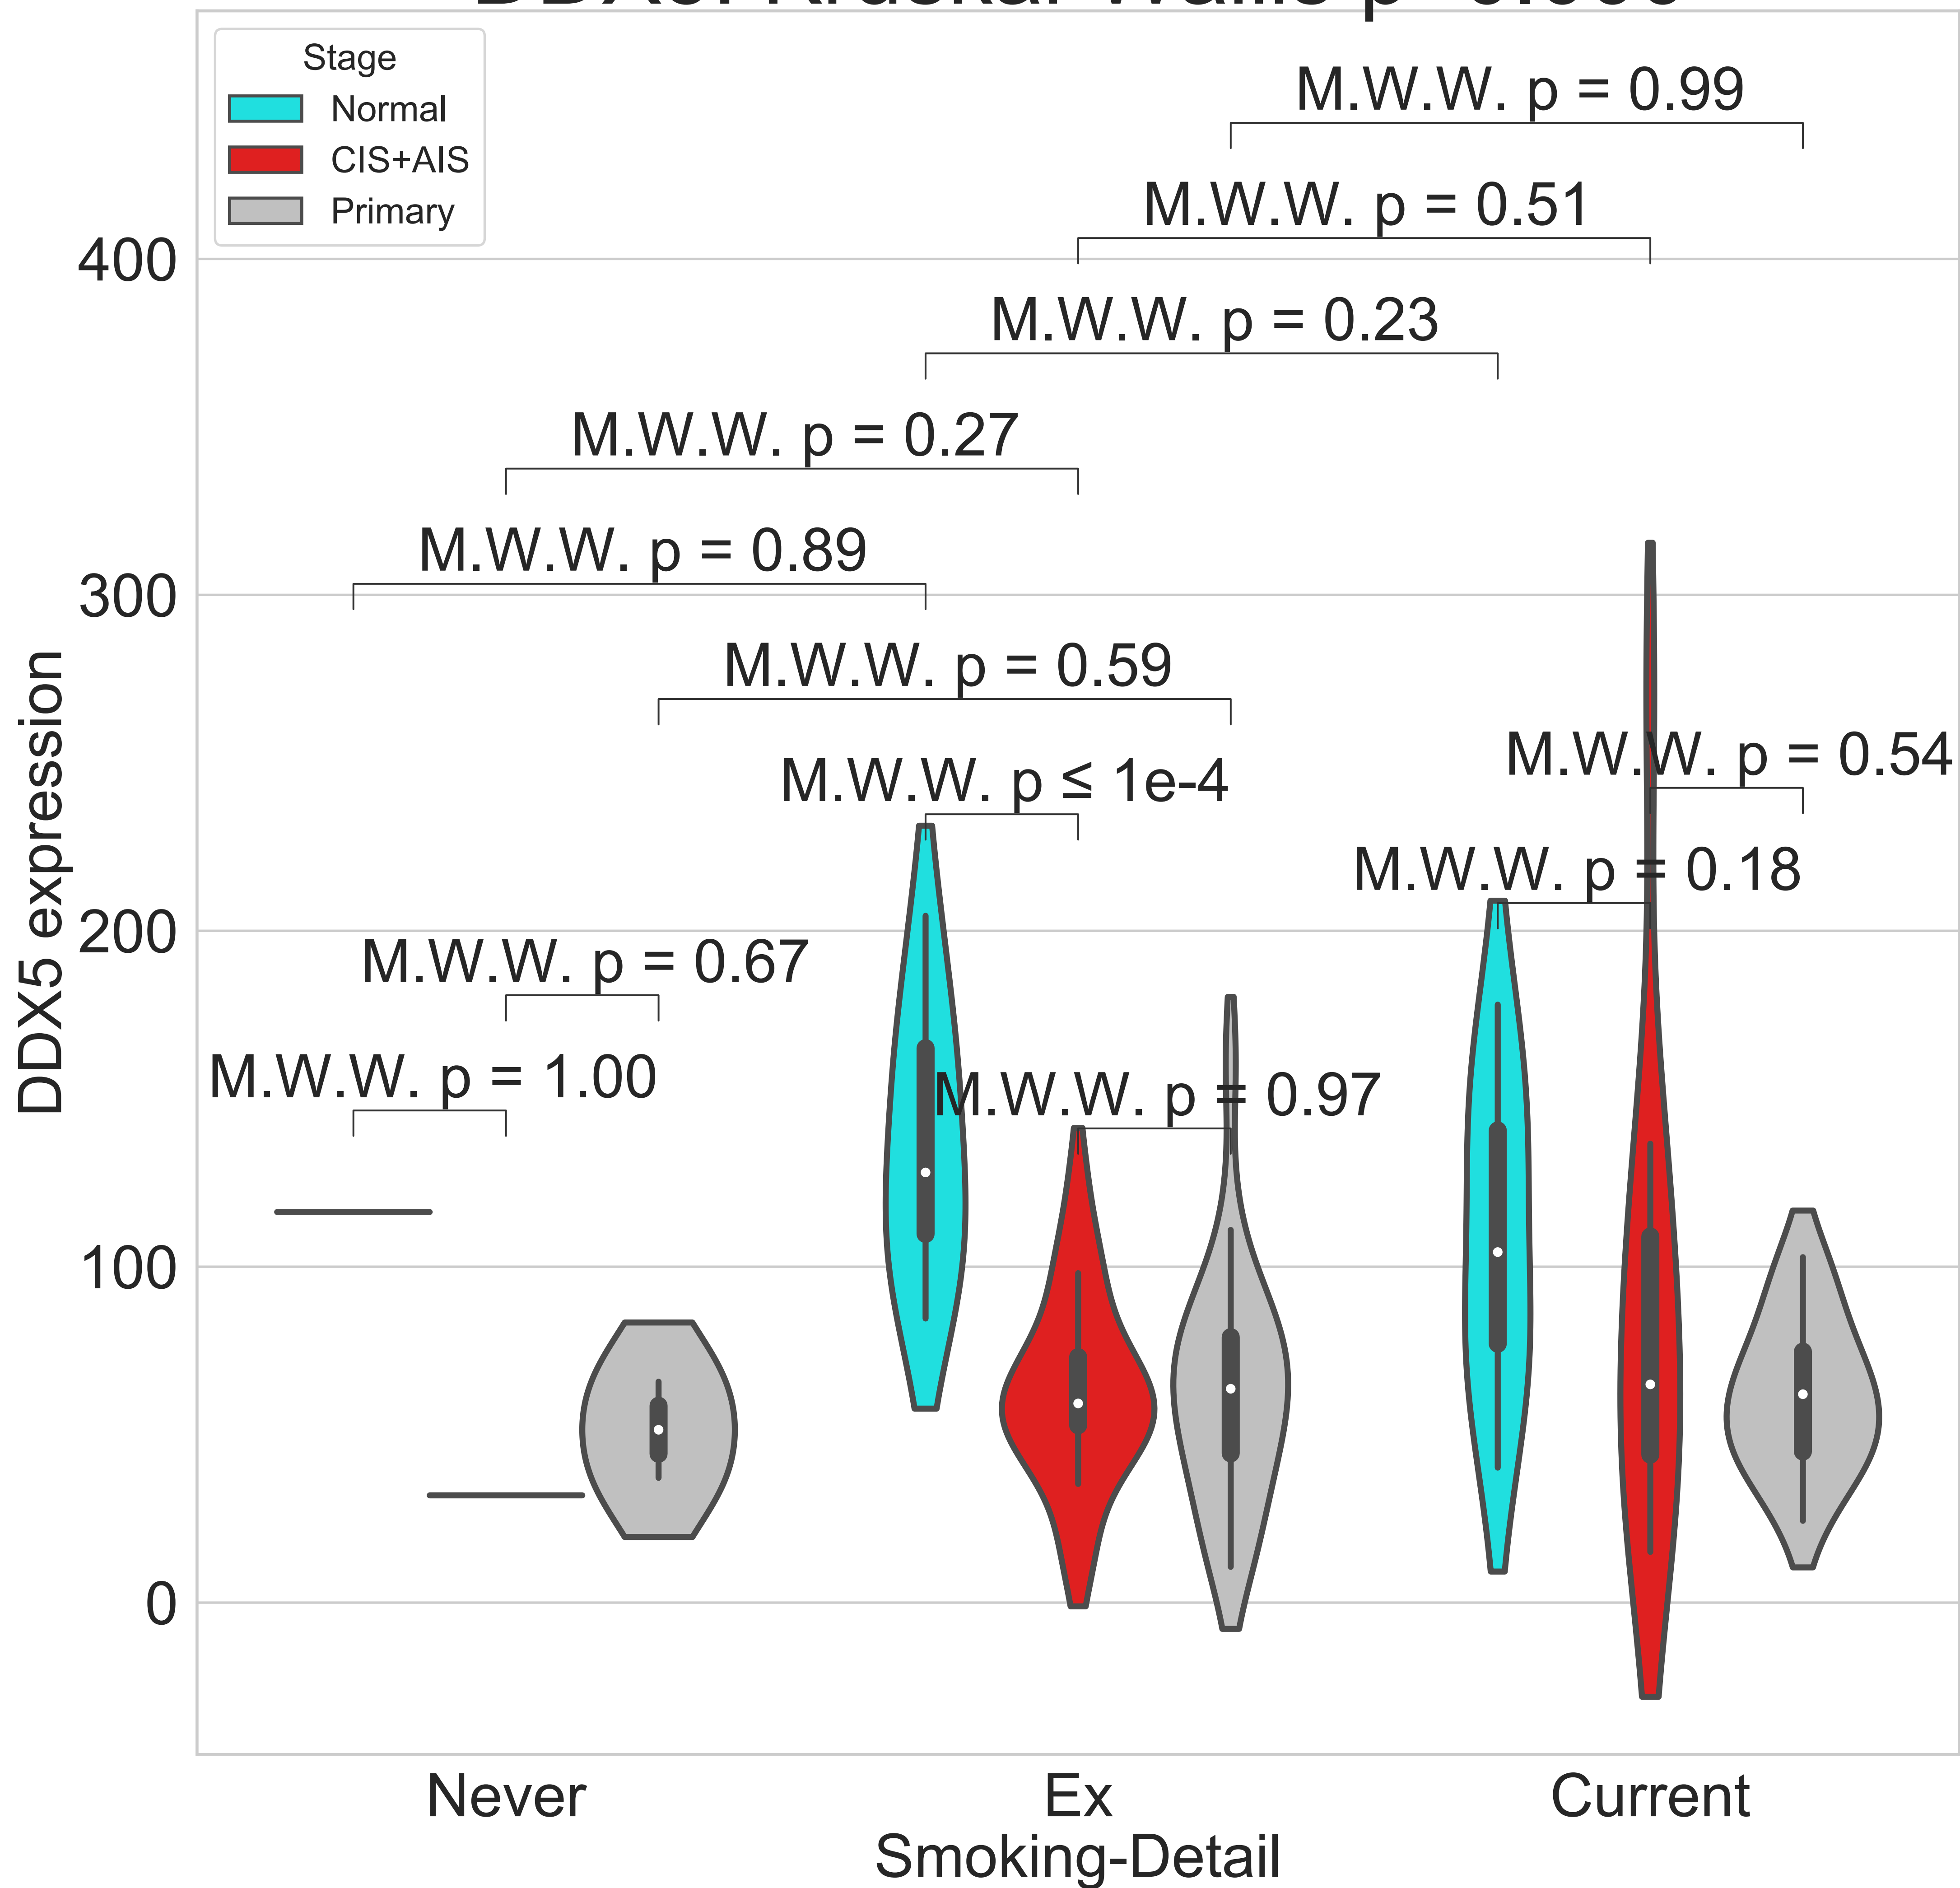 Stage
Normal
CIS+AIS
Primary
M.W.W. p = 0.99
M.W.W. p = 0.51
M.W.W. p = 0.23
M.W.W. p = 0.27
M.W.W. p = 0.89
M.W.W. p = 0.59
M.W.W. p ≤ 1e-4
M.W.W. p = 0.54
M.W.W. p = 0.18
M.W.W. p = 0.67
M.W.W. p = 1.00
M.W.W. p = 0.97
400
300
200
100
0
DDX5 expression
Never
Ex
Current
Smoking-Detail